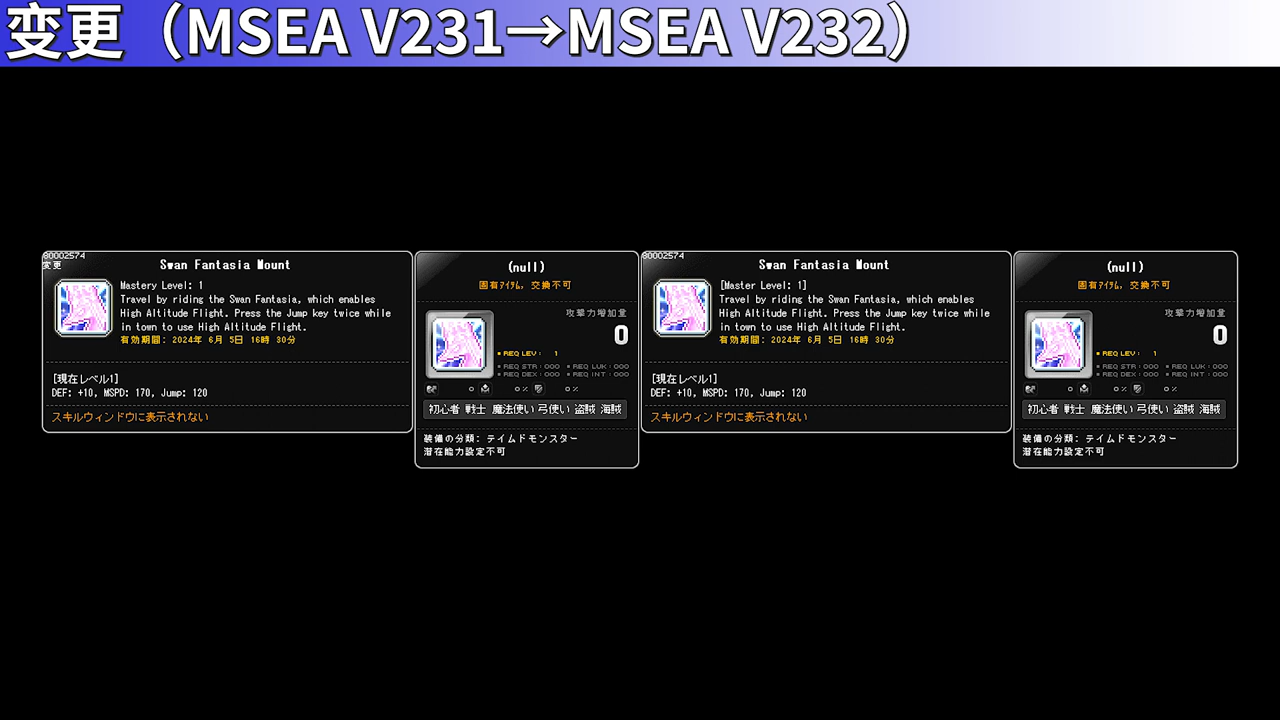 変更（MSEA V231→MSEA V232）
80002574
変更
Swan Fantasia Mount
Mastery Level: 1
Travel by riding the Swan Fantasia, which enables
High Altitude Flight. Press the Jump key twice while
in town to use High Altitude Flight.
有効期間: 2024年 6月 5日 16時 30分
[現在レベル1]
DEF: +10, MSPD: 170, Jump: 120
スキルウィンドウに表示されない
(null)
固有ｱｲﾃﾑ, 交換不可
攻撃力増加量
0
REQ LEV : 1
REQ STR : 000 REQ LUK : 000
REQ DEX : 000 REQ INT : 000
0 0% 0%
初心者 戦士 魔法使い 弓使い 盗賊 海賊
装備の分類: テイムドモンスター
潜在能力設定不可
80002574
Swan Fantasia Mount
[Master Level: 1]
Travel by riding the Swan Fantasia, which enables
High Altitude Flight. Press the Jump key twice while
in town to use High Altitude Flight.
有効期間: 2024年 6月 5日 16時 30分
[現在レベル1]
DEF: +10, MSPD: 170, Jump: 120
スキルウィンドウに表示されない
(null)
固有ｱｲﾃﾑ, 交換不可
攻撃力増加量
0
REQ LEV : 1
REQ STR : 000 REQ LUK : 000
REQ DEX : 000 REQ INT : 000
0 0% 0%
初心者 戦士 魔法使い 弓使い 盗賊 海賊
装備の分類: テイムドモンスター
潜在能力設定不可